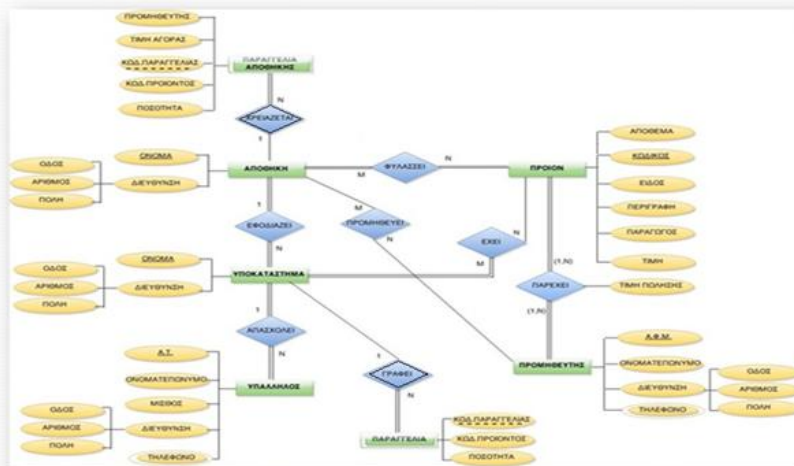 ΠΡΟΜΗΘΕΥΤΗΣ
ΤΙΜΗ ΑΓΟΡΑΣ
ΚΩΔ.ΠΑΡΑΓΓΕΛΙΑΣ
ΚΩΔ.ΠΡΟΙΟΝΤΟΣ
ΠΟΣΟΤΗΤΑ
ΠΑΡΑΓΓΕΛΙΑ
ΑΠΟΘΗΚΗΣ
N
ΧΡΕΙΑΖΕΤΑΙ
1
ΟΔΟΣ
ΑΡΙΘΜΟΣ
ΠΟΛΗ
ΟΝΟΜΑ
ΔΙΕΥΘΥΝΣΗ
ΑΠΟΘΗΚΗ
M
ΦΥΛΑΣΣΕΙ
N
ΠΡΟΙΟΝ
ΑΠΟΘΕΜΑ
ΚΩΔΙΚΟΣ
ΕΙΔΟΣ
ΠΕΡΙΓΡΑΦΗ
ΠΑΡΑΓΩΓΟΣ
ΤΙΜΗ
1
ΕΦΟΔΙΑΖΕΙ
N
M
ΠΡΟΜΗΘΕΥΕΙ
N
N
ΕΧΕΙ
M
ΟΔΟΣ
ΑΡΙΘΜΟΣ
ΠΟΛΗ
ΟΝΟΜΑ
ΔΙΕΥΘΥΝΣΗ
ΥΠΟΚΑΤΑΣΤΗΜΑ
(1,N)
ΠΑΡΕΧΕΙ
(1,N)
ΤΙΜΗ ΠΩΛΗΣΗΣ
1
ΑΠΑΣΧΟΛΕΙ
N
1
ΓΡΑΦΕΙ
N
ΠΡΟΜΗΘΕΥΤΗΣ
Α.Φ.Μ.
ΟΝΟΜΑΤΕΠΩΝΥΜΟ
ΔΙΕΥΘΥΝΣΗ
ΤΗΛΕΦΩΝΟ
ΟΔΟΣ
ΑΡΙΘΜΟΣ
ΠΟΛΗ
Α.Τ.
ΟΝΟΜΑΤΕΠΩΝΥΜΟ
ΜΙΣΘΟΣ
ΔΙΕΥΘΥΝΣΗ
ΤΗΛΕΦΩΝΟ
ΟΔΟΣ
ΑΡΙΘΜΟΣ
ΠΟΛΗ
ΥΠΑΛΛΗΛΟΣ
ΠΑΡΑΓΓΕΛΙΑ
ΚΩΔ.ΠΑΡΑΓΓΕΛΙΑΣ
ΚΩΔ.ΠΡΟΙΟΝΤΟΣ
ΠΟΣΟΤΗΤΑ